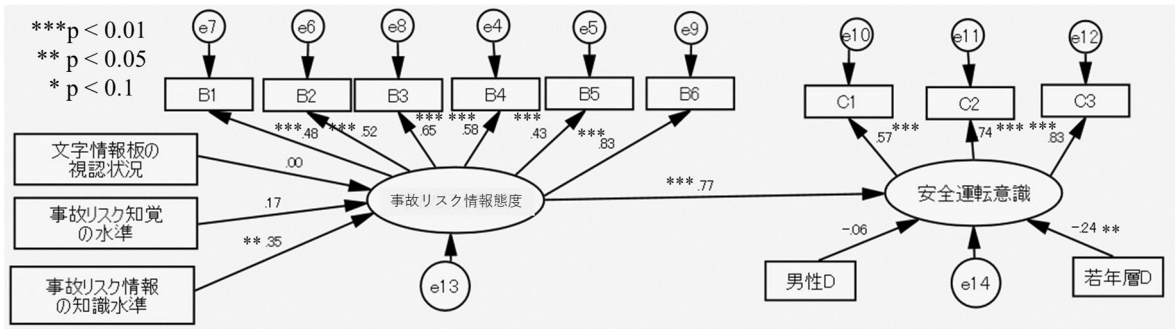 ***p < 0.01
** p < 0.05
* p < 0.1
e7
e6
e8
e4
e5
e9
e10
e11
e12
B1
B2
B3
B4
B5
B6
C1
C2
C3
***.48
***.52
***.65
***.58
***.43
***.83
.57***
.74 ***
***.83
文字情報板の
視認状況
.00
事故リスク知覚
の水準
.17
事故リスク情報
の知識水準
**.35
事故リスク情報態度
***.77
安全運転意識
e13
-.06
男性D
e14
-.24 **
若年層D